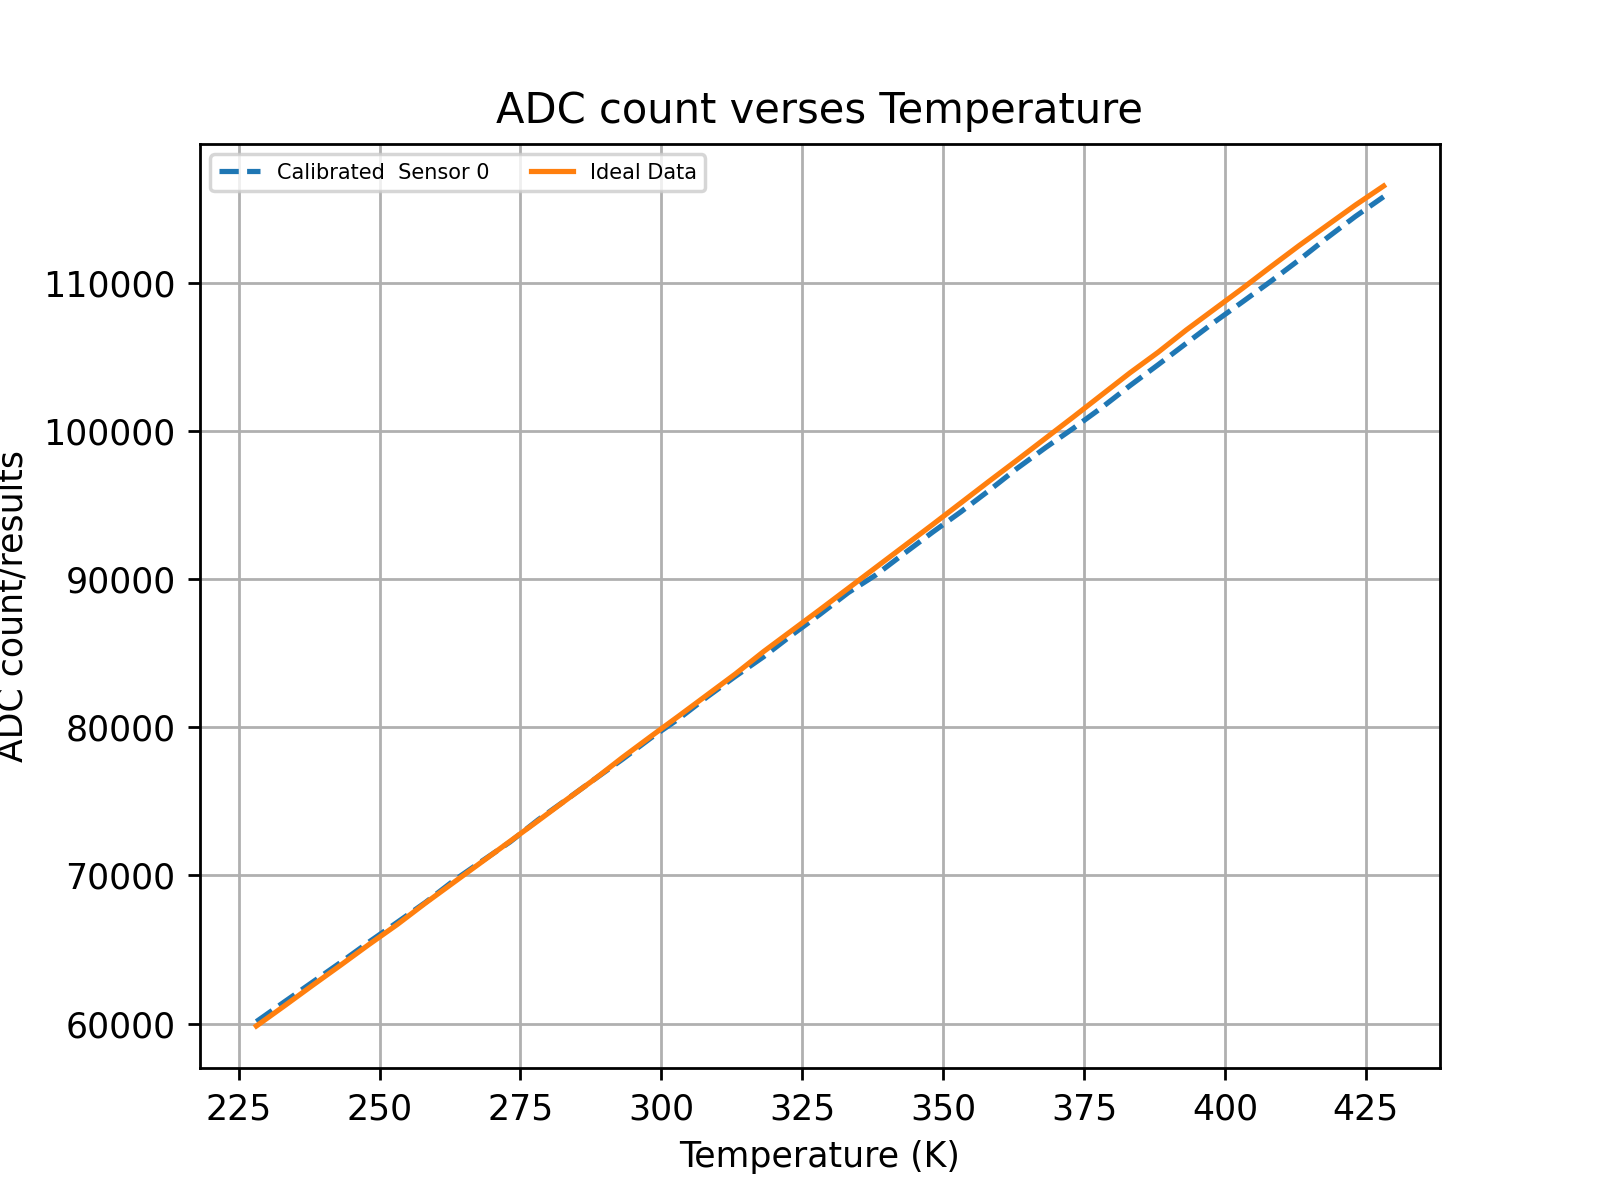 ADC count verses Temperature
Calibrated  Sensor 0
Ideal Data
110000
100000
90000
80000
70000
60000
ADC count/results
225 250 275 300 325 350 375 400 425
Temperature (K)